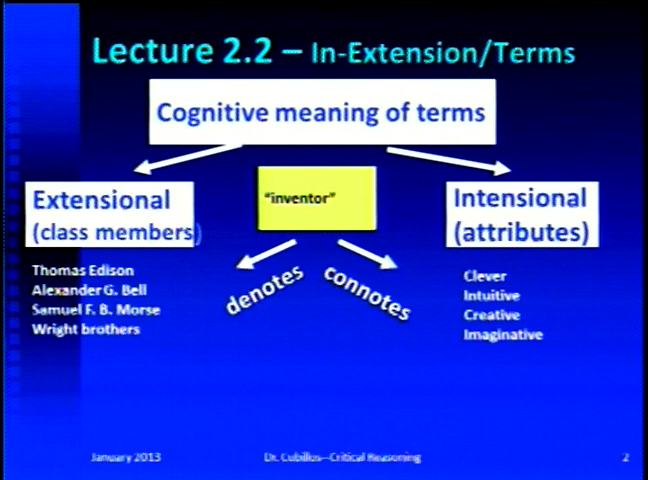 Lecture 2.2 – In-Extension/Terms
Cognitive meaning of terms
Extensional
(class members)
"inventor"
Intensional
(attributes)
denotes
connotes
Thomas Edison
Alexander G. Bell
Samuel F. B. Morse
Wright brothers
Clever
Intuitive
Creative
Imaginative
January 2013
Dr. Cubillos--Critical Reasoning
2